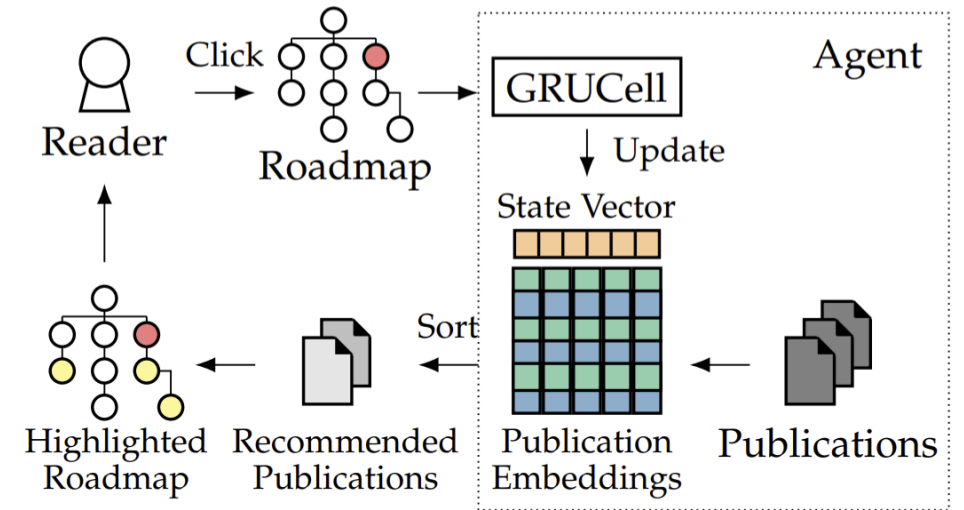 Click
Reader
Roadmap
Agent
GRUCell
Update
State Vector
Sort
Highlighted
Roadmap
Recommended
Publications
Publication
Embeddings
Publications